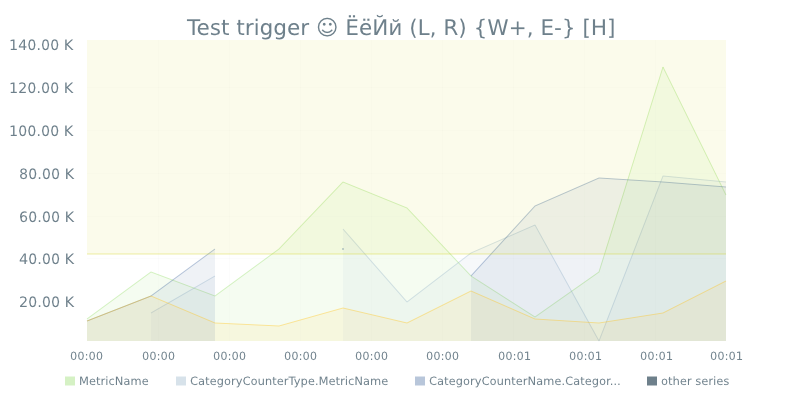 Test trigger ☺ ЁёЙй (L, R) {W+, E-} [H]
140.00 K
120.00 K
100.00 K
80.00 K
60.00 K
40.00 K
20.00 K
00:00 00:00 00:00 00:00 00:00 00:00 00:01 00:01 00:01 00:01
MetricName CategoryCounterType.MetricName CategoryCounterName.Categor... other series